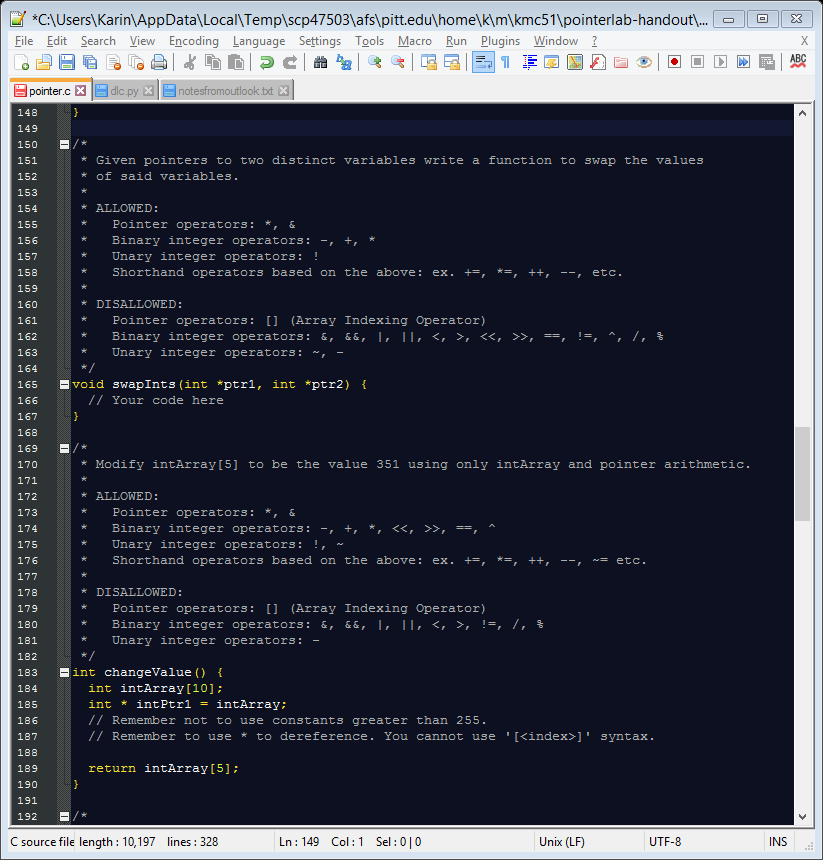 *C:\Users\Karin\AppData\Local\Temp\scp47503\afs\pitt.edu\home\k\m\kmc51\pointerlab-handout\...
File Edit Search View Encoding Language Settings Tools Macro Run Plugins Window ? X
ABC
pointer.c dlc.py notesfromoutlook.txt
148 }
149
150 /*
151  * Given pointers to two distinct variables write a function to swap the values
152  * of said variables.
153  *
154  * ALLOWED:
155  *   Pointer operators: *, &
156  *   Binary integer operators: -, +, *
157  *   Unary integer operators: !
158  *   Shorthand operators based on the above: ex. +=, *=, ++, --, etc.
159  *
160  * DISALLOWED:
161  *   Pointer operators: [] (Array Indexing Operator)
162  *   Binary integer operators: &, &&, |, ||, <, >, <<, >>, ==, !=, ^, /, %
163  *   Unary integer operators: ~, -
164  */
165 void swapInts(int *ptr1, int *ptr2) {
166   // Your code here
167 }
168
169 /*
170  * Modify intArray[5] to be the value 351 using only intArray and pointer arithmetic.
171  *
172  * ALLOWED:
173  *   Pointer operators: *, &
174  *   Binary integer operators: -, +, *, <<, >>, ==, ^
175  *   Unary integer operators: !, ~
176  *   Shorthand operators based on the above: ex. +=, *=, ++, --, ~= etc.
177  *
178  * DISALLOWED:
179  *   Pointer operators: [] (Array Indexing Operator)
180  *   Binary integer operators: &, &&, |, ||, <, >, !=, /, %
181  *   Unary integer operators: -
182  */
183 int changeValue() {
184   int intArray[10];
185   int * intPtr1 = intArray;
186   // Remember not to use constants greater than 255.
187   // Remember to use * to dereference. You cannot use '[<index>]' syntax.
188
189   return intArray[5];
190 }
191
192 /*
C source file length : 10,197 lines : 328 Ln : 149 Col : 1 Sel : 0 | 0 Unix (LF) UTF-8 INS